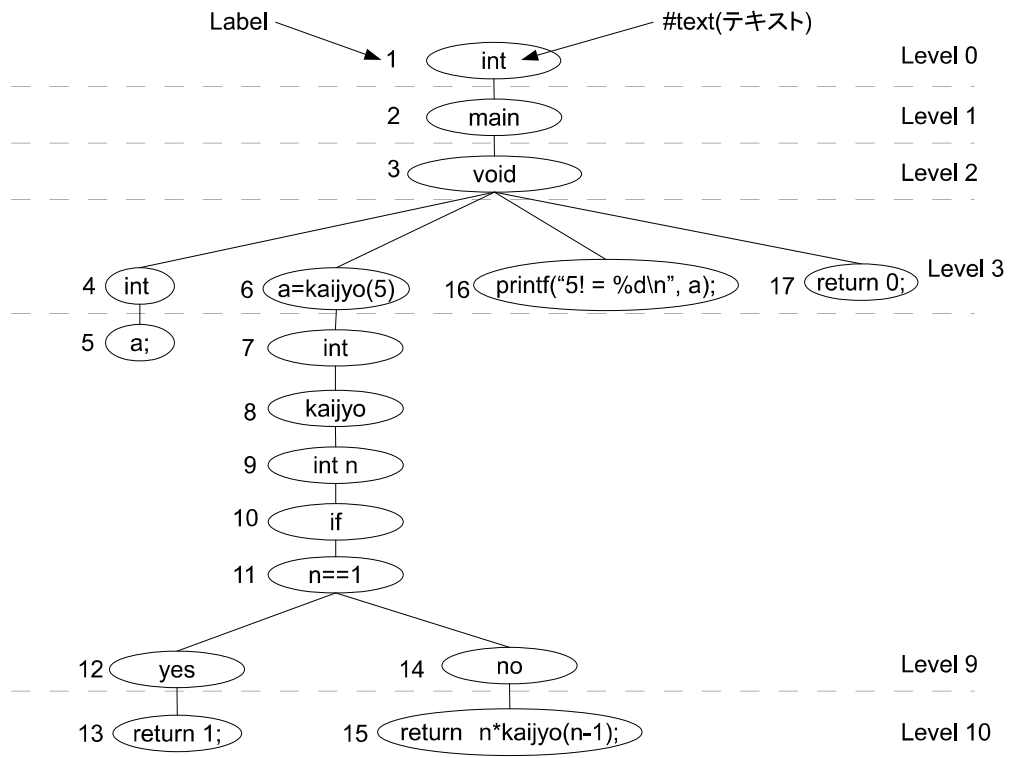 Label #text(テキスト)
1 int Level 0
2 main Level 1
3 void Level 2
4 int 6 a=kaijyo(5) 16 printf(“5! = %d\n”, a); 17 return 0; Level 3
5 a; 7 int
8 kaijyo
9 int n
10 if
11 n==1
12 yes 14 no Level 9
13 return 1; 15 return n*kaijyo(n-1); Level 10